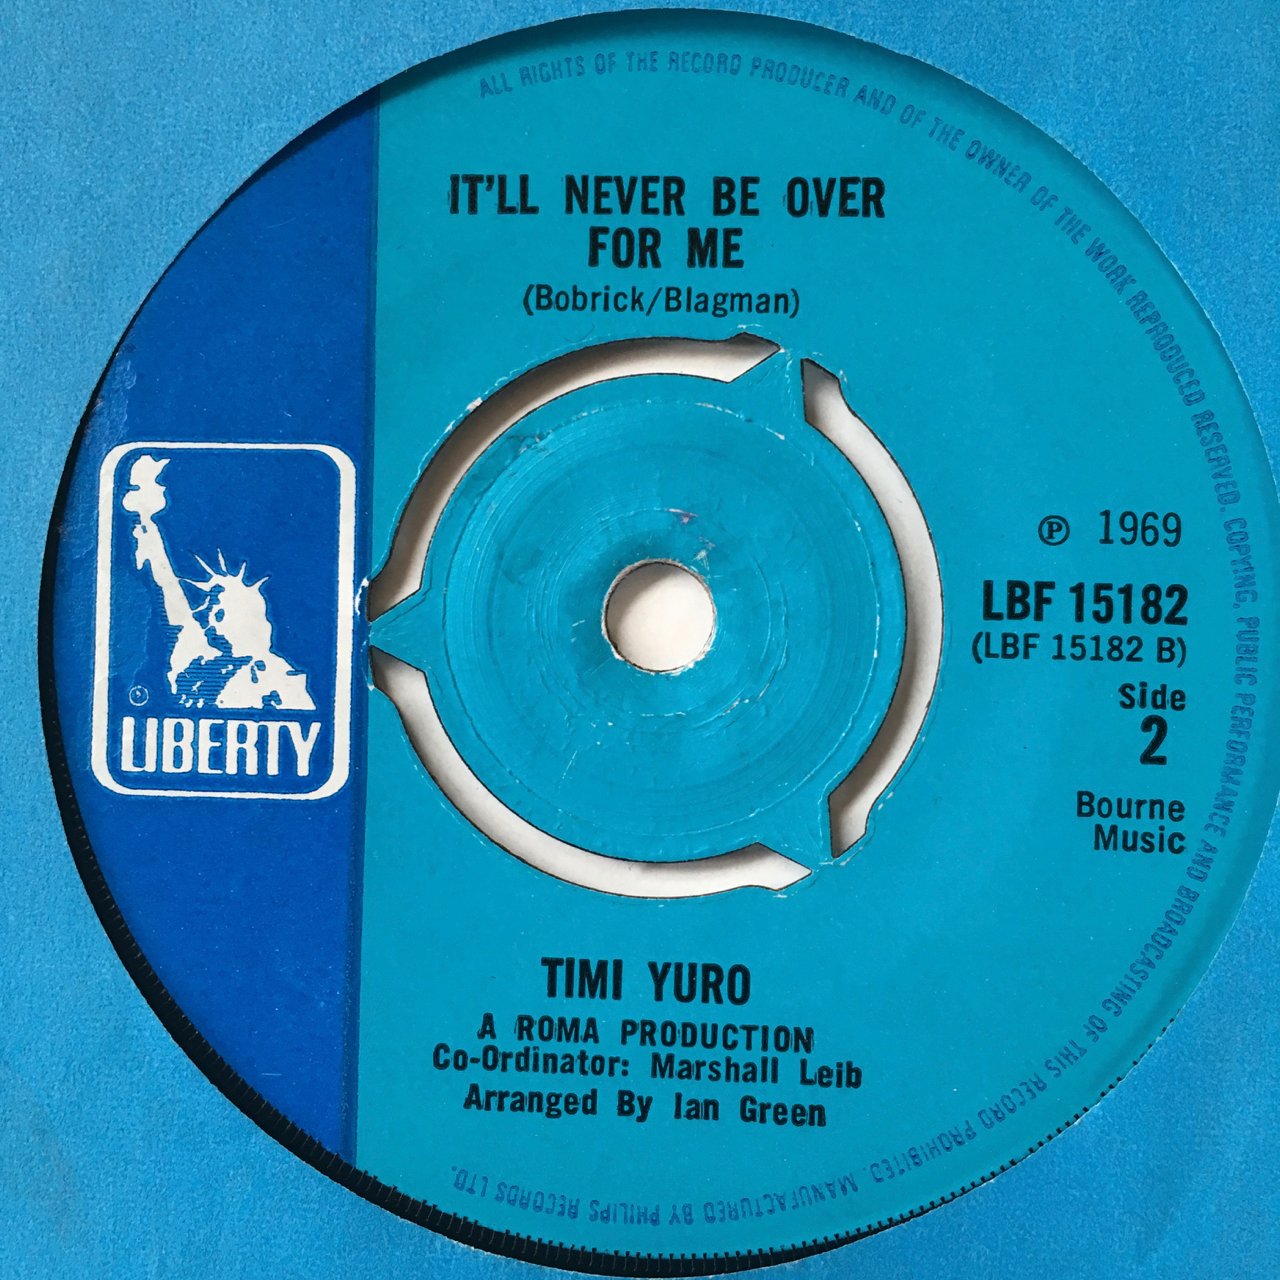 ALL RIGHTS OF THE RECORD PRODUCER AND OF THE OWNER OF THE WORK REPRODUCED RESERVED. COPYING, PUBLIC PERFORMANCE AND BROADCASTING OF THIS RECORD PROHIBITED. MANUFACTURED BY PHILIPS RECORDS LTD.
IT'LL NEVER BE OVER
FOR ME
(Bobrick/Blagman)
® LIBERTY
℗ 1969
LBF 15182
(LBF 15182 B)
Side
2
Bourne
Music
TIMI YURO
A ROMA PRODUCTION
Co-Ordinator: Marshall Leib
Arranged By Ian Green